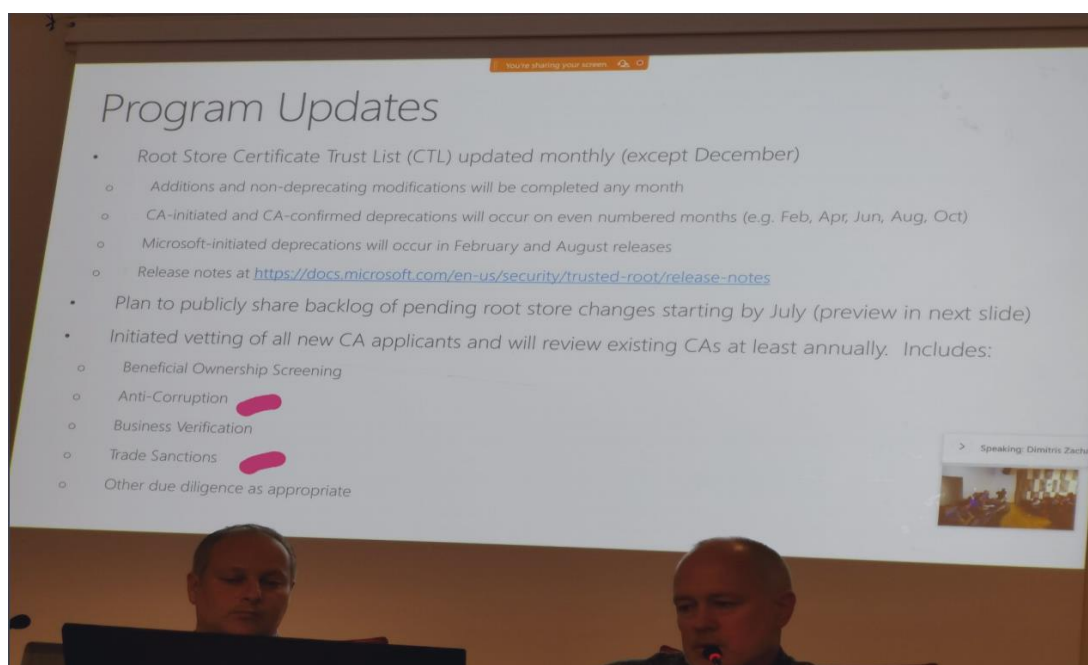 You're sharing your screen.
Program Updates
• Root Store Certificate Trust List (CTL) updated monthly (except December)
o Additions and non-deprecating modifications will be completed any month
o CA-initiated and CA-confirmed deprecations will occur on even numbered months (e.g. Feb, Apr, Jun, Aug, Oct)
o Microsoft-initiated deprecations will occur in February and August releases
o Release notes at https://docs.microsoft.com/en-us/security/trusted-root/release-notes
• Plan to publicly share backlog of pending root store changes starting by July (preview in next slide)
• Initiated vetting of all new CA applicants and will review existing CAs at least annually. Includes:
o Beneficial Ownership Screening
o Anti-Corruption
o Business Verification
o Trade Sanctions
o Other due diligence as appropriate
> Speaking: Dimitris Zacha